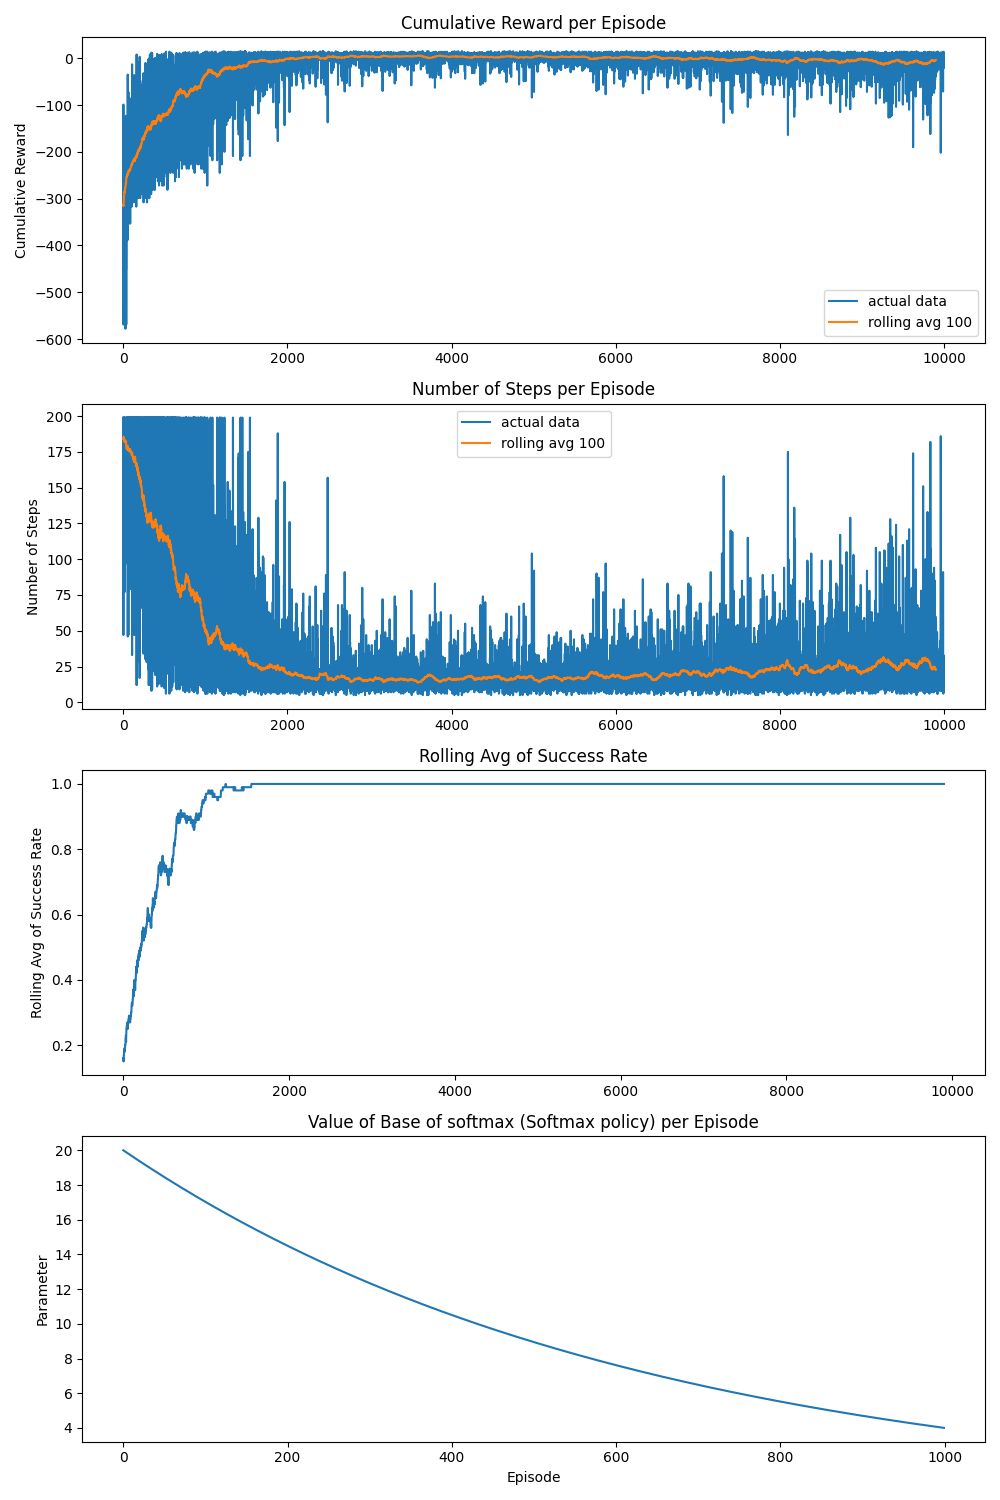 Cumulative Reward per Episode
0
−100
−200
−300
−400
−500
−600
Cumulative Reward
actual data
rolling avg 100
0 2000 4000 6000 8000 10000
Number of Steps per Episode
200
175
150
125
100
75
50
25
0
Number of Steps
actual data
rolling avg 100
0 2000 4000 6000 8000 10000
Rolling Avg of Success Rate
1.0
0.8
0.6
0.4
0.2
Rolling Avg of Success Rate
0 2000 4000 6000 8000 10000
Value of Base of softmax (Softmax policy) per Episode
20
18
16
14
12
10
8
6
4
Parameter
0 200 400 600 800 1000
Episode